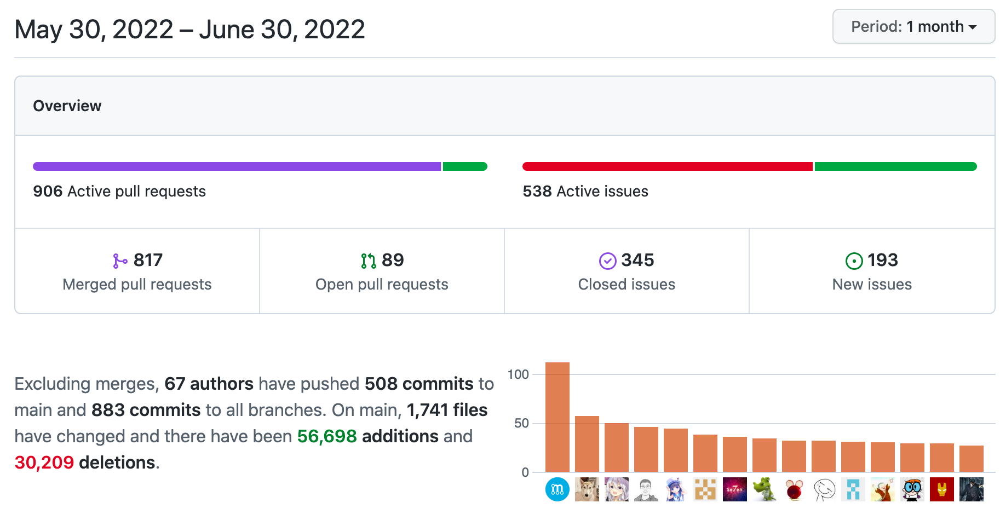 May 30, 2022 – June 30, 2022
Period: 1 month
Overview
906 Active pull requests
538 Active issues
817
Merged pull requests
89
Open pull requests
345
Closed issues
193
New issues
Excluding merges, 67 authors have pushed 508 commits to
main and 883 commits to all branches. On main, 1,741 files
have changed and there have been 56,698 additions and
30,209 deletions.
100
50
0
m
Se7en